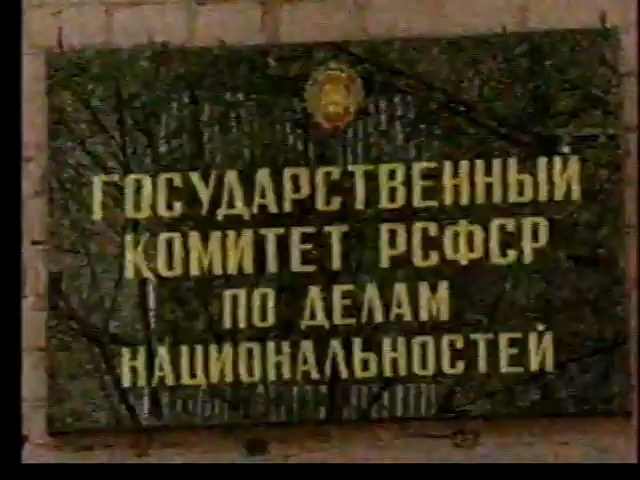 ГОСУДАРСТВЕННЫЙ
КОМИТЕТ РСФСР
ПО ДЕЛАМ
НАЦИОНАЛЬНОСТЕЙ